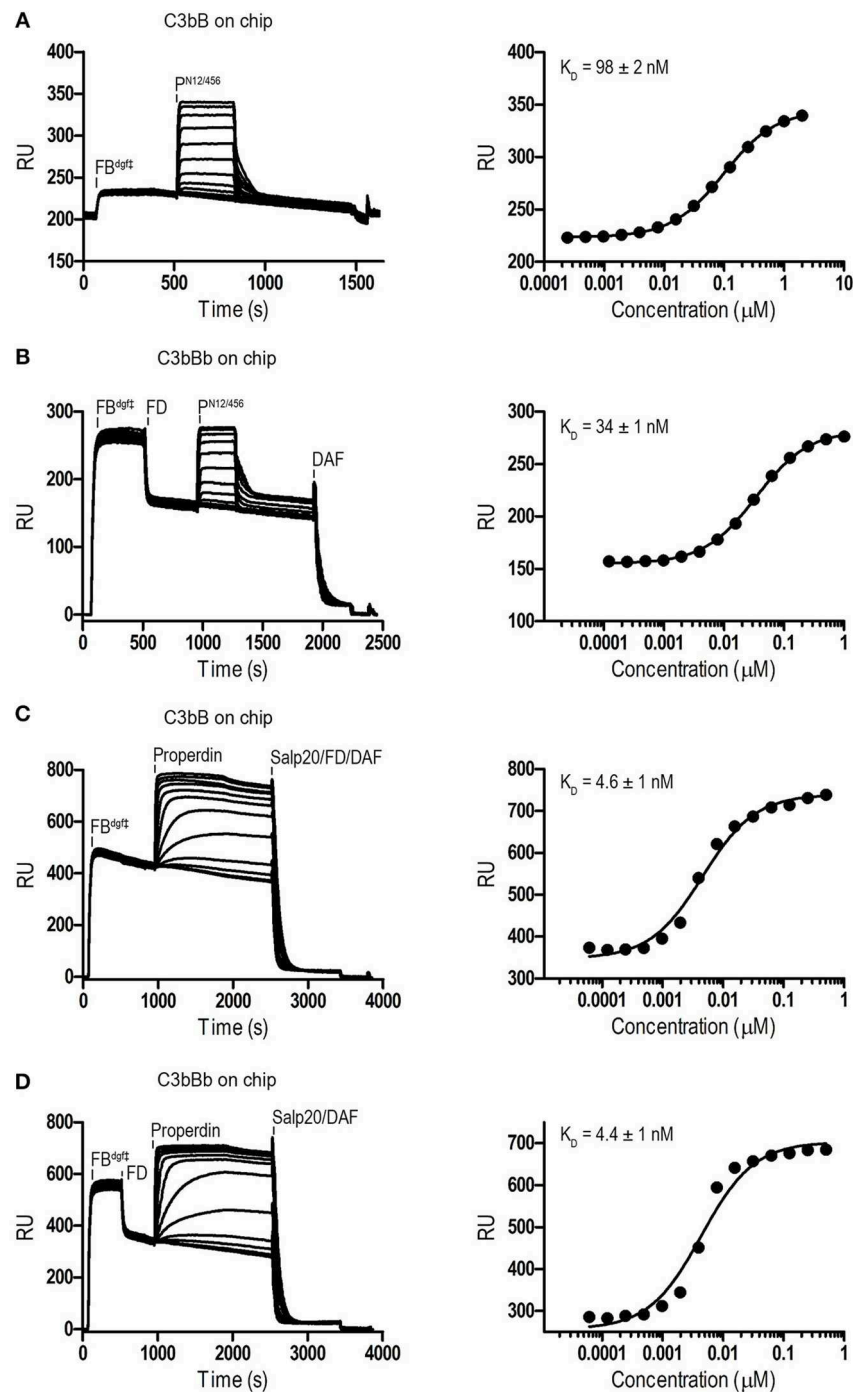 A
C3bB on chip
400
350
300
250
200
150
RU
FB^dgf‡
P^N12/456
0
500
1000
1500
Time (s)
K_D = 98 ± 2 nM
400
350
300
250
200
RU
0.0001
0.001
0.01
0.1
1
10
Concentration (μM)
B
C3bBb on chip
300
200
100
0
RU
FB^dgf‡
FD
P^N12/456
DAF
0
500
1000
1500
2000
2500
Time (s)
K_D = 34 ± 1 nM
300
250
200
150
100
RU
0.0001
0.001
0.01
0.1
1
Concentration (μM)
C
C3bB on chip
800
600
400
200
0
RU
FB^dgf‡
Properdin
Salp20/FD/DAF
0
1000
2000
3000
4000
Time (s)
K_D = 4.6 ± 1 nM
800
700
600
500
400
300
RU
0.0001
0.001
0.01
0.1
1
Concentration (μM)
D
C3bBb on chip
800
600
400
200
0
RU
FB^dgf‡
FD
Properdin
Salp20/DAF
0
1000
2000
3000
4000
Time (s)
K_D = 4.4 ± 1 nM
700
600
500
400
300
RU
0.0001
0.001
0.01
0.1
1
Concentration (μM)